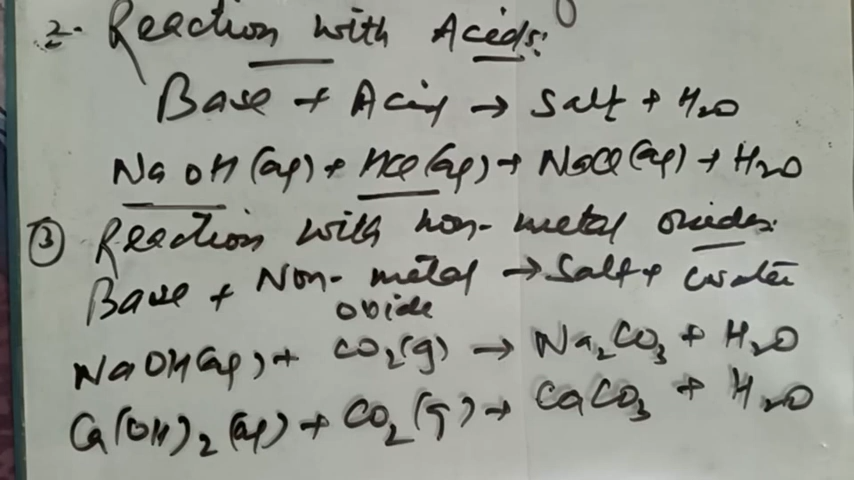 2. Reaction with Acids:
Base + Acid → Salt + H₂O
NaOH(aq) + HCl(aq) → NaCl(aq) + H₂O
③ Reaction with non-metal oxides:
Base + Non-metal oxide → Salt + water
NaOH(aq) + CO₂(g) → Na₂CO₃ + H₂O
Ca(OH)₂(aq) + CO₂(g) → CaCO₃ + H₂O